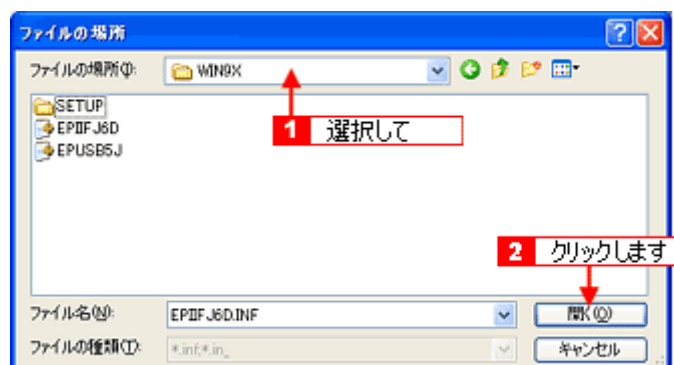 ファイルの場所
ファイルの場所(I):
WIN9X
SETUP
EPIIFJ6D
EPUSB5J
1 選択して
2 クリックします
ファイル名(N):
EPIIFJ6D.INF
開く(O)
ファイルの種類(T):
*.inf;*.in_
キャンセル